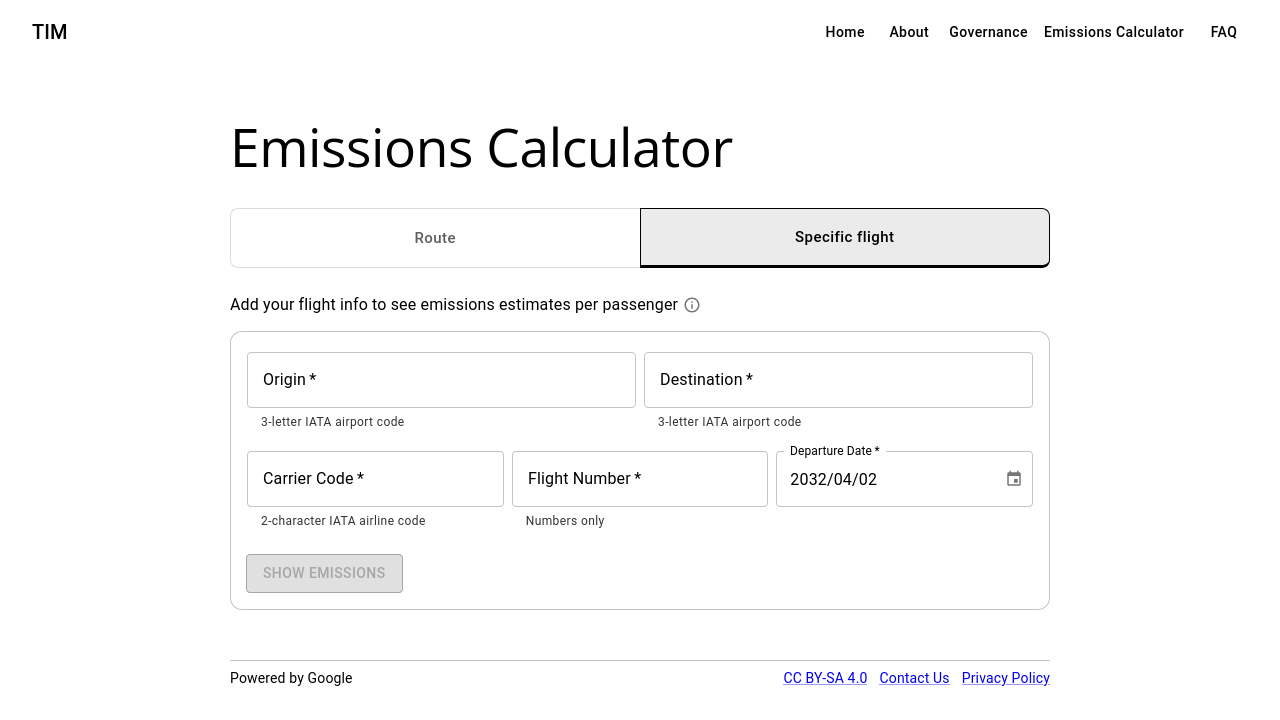 TIM
Home About Governance Emissions Calculator FAQ
Emissions Calculator
Route
Specific flight
Add your flight info to see emissions estimates per passenger
Origin *
Destination *
3-letter IATA airport code
3-letter IATA airport code
Departure Date *
Carrier Code *
Flight Number *
2032/04/02
2-character IATA airline code
Numbers only
SHOW EMISSIONS
Powered by Google
CC BY-SA 4.0 Contact Us Privacy Policy